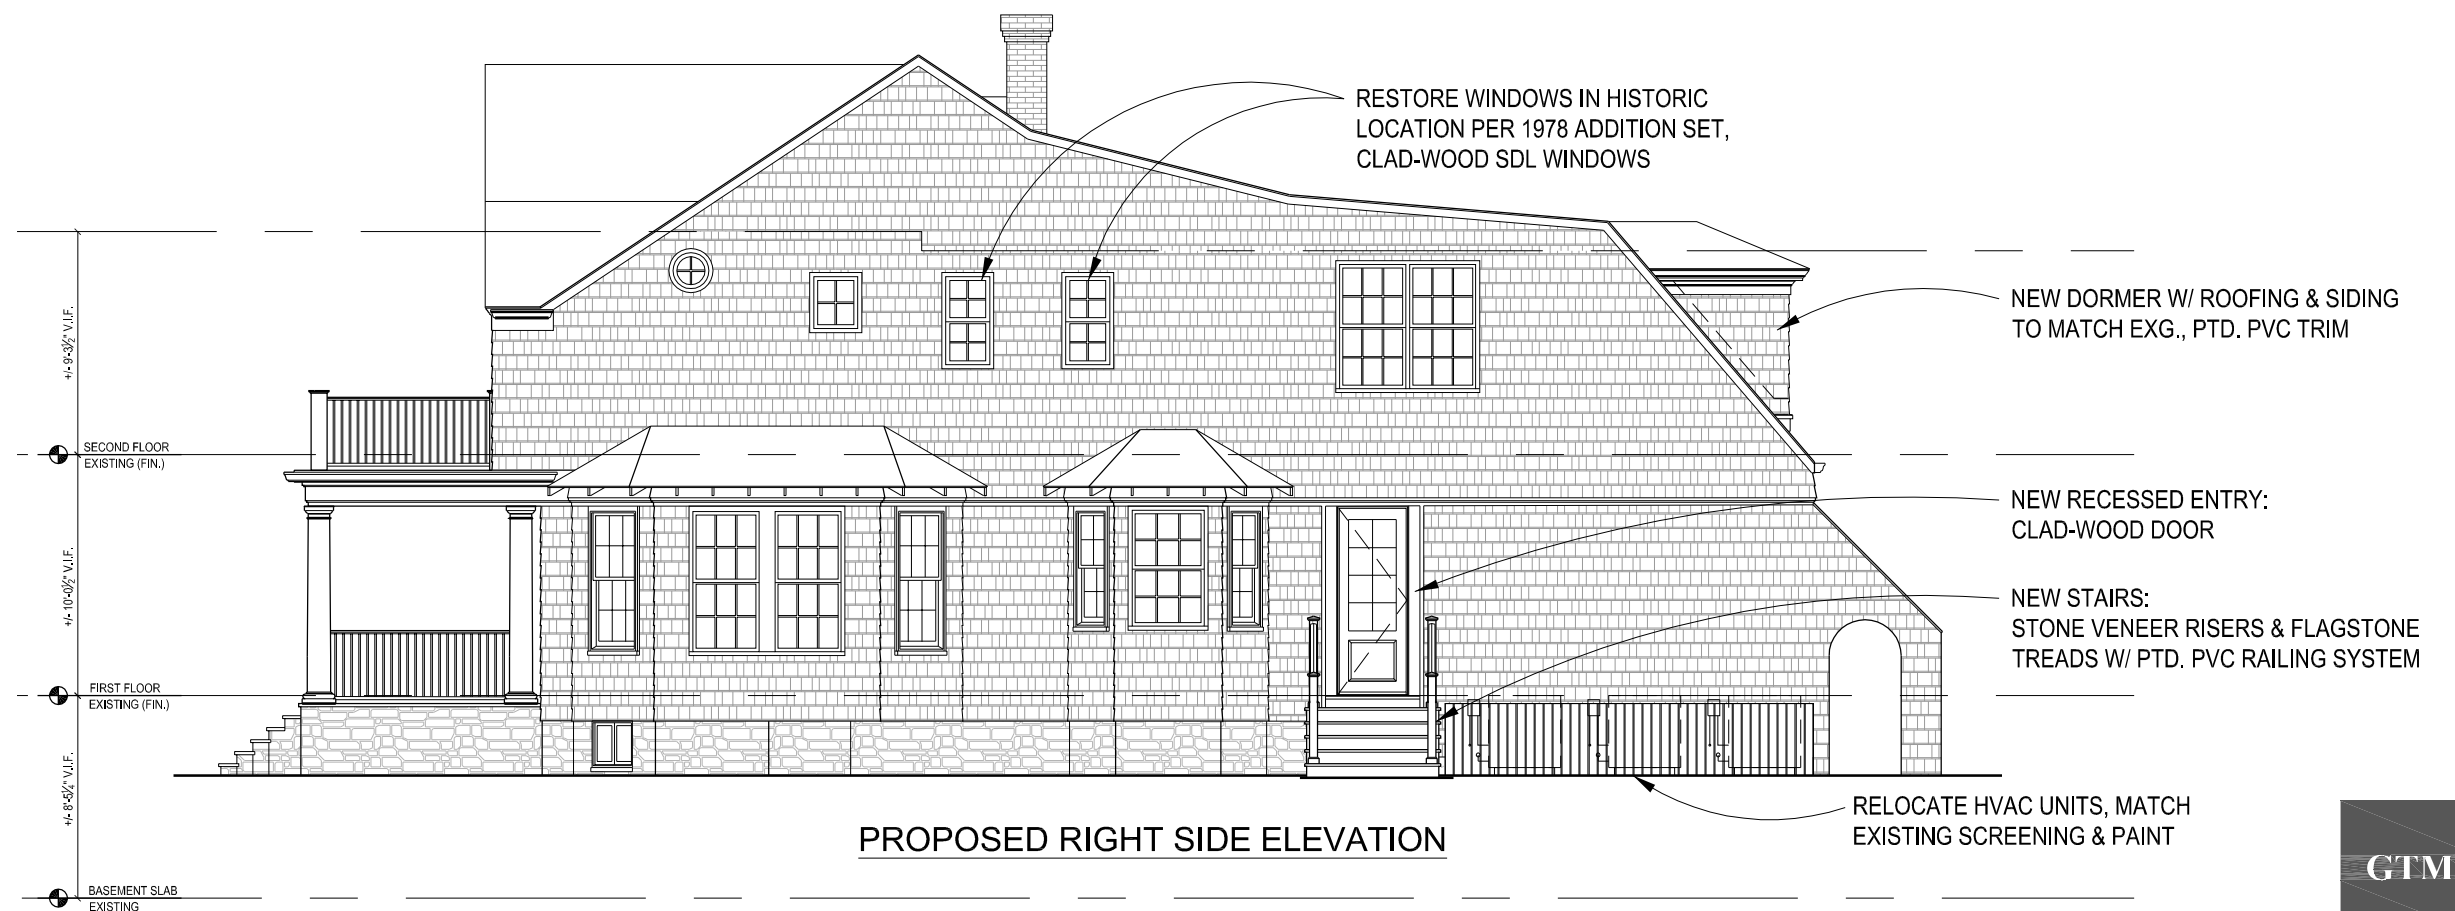 RESTORE WINDOWS IN HISTORIC
LOCATION PER 1978 ADDITION SET,
CLAD-WOOD SDL WINDOWS
NEW DORMER W/ ROOFING & SIDING
TO MATCH EXG., PTD. PVC TRIM
+/- 9'-3½" V.I.F.
SECOND FLOOR
EXISTING (FIN.)
NEW RECESSED ENTRY:
CLAD-WOOD DOOR
+/- 10'-0½" V.I.F.
NEW STAIRS:
STONE VENEER RISERS & FLAGSTONE
TREADS W/ PTD. PVC RAILING SYSTEM
FIRST FLOOR
EXISTING (FIN.)
+/- 8'-5¼" V.I.F.
RELOCATE HVAC UNITS, MATCH
EXISTING SCREENING & PAINT
PROPOSED RIGHT SIDE ELEVATION
GTM
BASEMENT SLAB
EXISTING